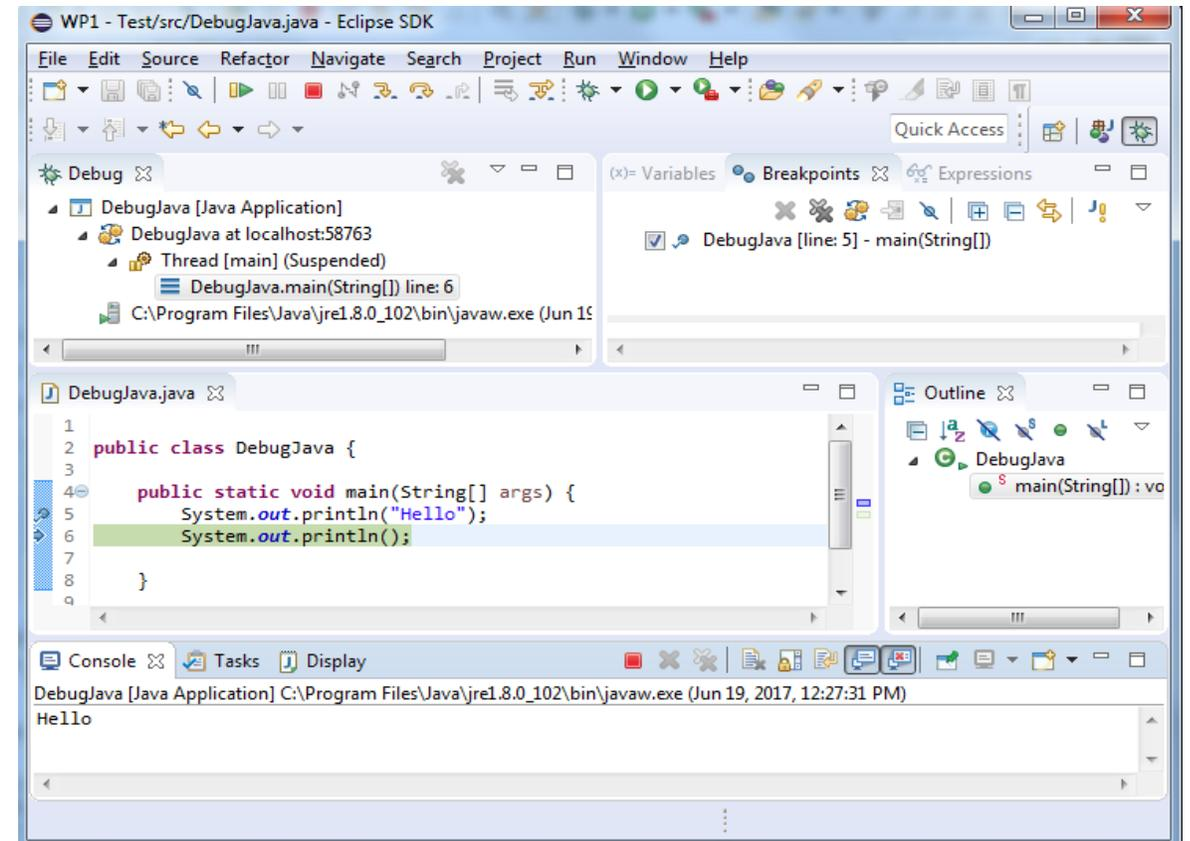 WP1 - Test/src/DebugJava.java - Eclipse SDK
File Edit Source Refactor Navigate Search Project Run Window Help
Quick Access
Debug
(x)= Variables Breakpoints Expressions
DebugJava [Java Application]
DebugJava at localhost:58763
Thread [main] (Suspended)
DebugJava.main(String[]) line: 6
C:\Program Files\Java\jre1.8.0_102\bin\javaw.exe (Jun 19
DebugJava [line: 5] - main(String[])
DebugJava.java
1
2 public class DebugJava {
3
4 public static void main(String[] args) {
5 System.out.println("Hello");
6 System.out.println();
7
8 }
9
Outline
DebugJava
main(String[]) : vo
Console Tasks Display
DebugJava [Java Application] C:\Program Files\Java\jre1.8.0_102\bin\javaw.exe (Jun 19, 2017, 12:27:31 PM)
Hello